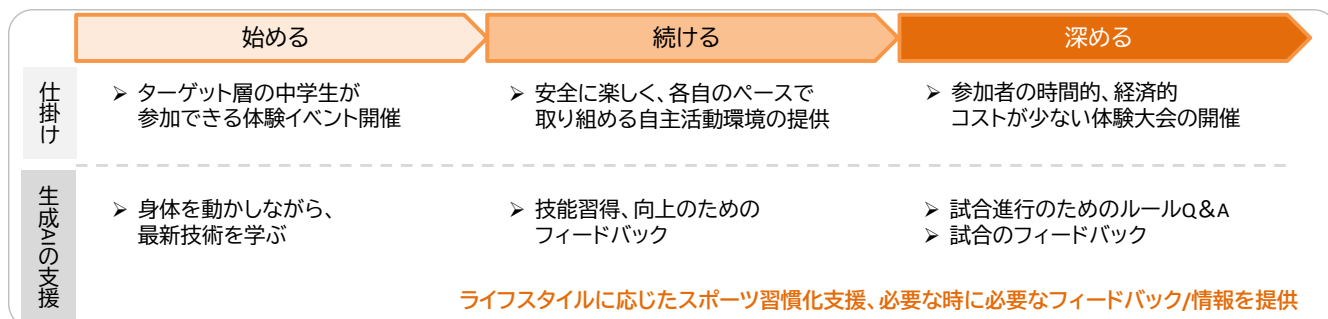 始める
続ける
深める
仕掛け
➢ ターゲット層の中学生が
参加できる体験イベント開催
➢ 安全に楽しく、各自のペースで
取り組める自主活動環境の提供
➢ 参加者の時間的、経済的
コストが少ない体験大会の開催
生成AIの支援
➢ 身体を動かしながら、
最新技術を学ぶ
➢ 技能習得、向上のための
フィードバック
➢ 試合進行のためのルールQ&A
➢ 試合のフィードバック
ライフスタイルに応じたスポーツ習慣化支援、必要な時に必要なフィードバック/情報を提供